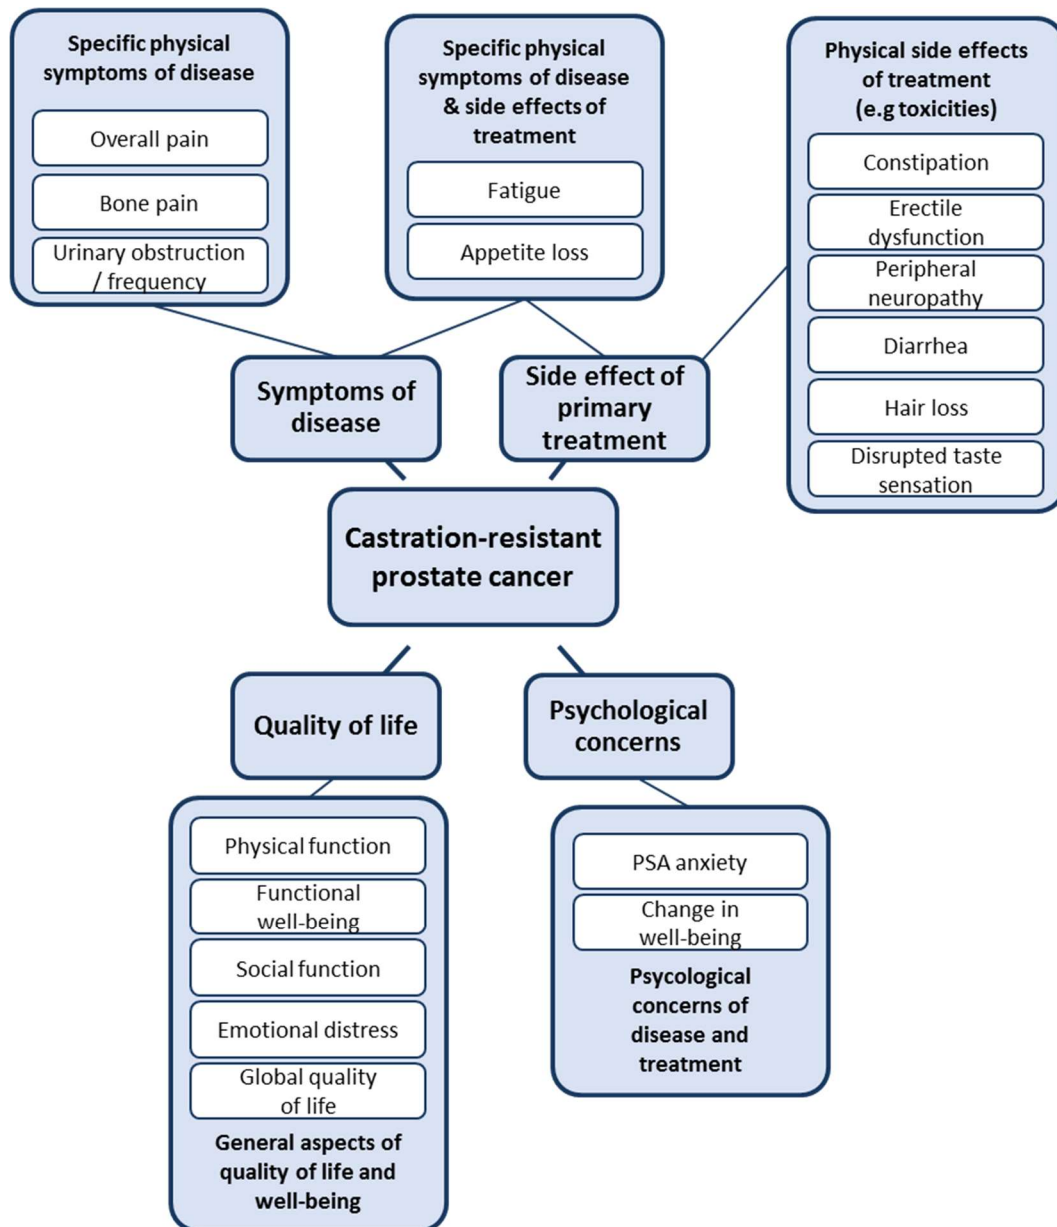 Specific physical
symptoms of disease
Overall pain
Bone pain
Urinary obstruction
/ frequency
Specific physical
symptoms of disease
& side effects of
treatment
Fatigue
Appetite loss
Physical side effects
of treatment
(e.g toxicities)
Constipation
Erectile
dysfunction
Peripheral
neuropathy
Diarrhea
Hair loss
Disrupted taste
sensation
Symptoms of
disease
Side effect of
primary
treatment
Castration-resistant
prostate cancer
Quality of life
Psychological
concerns
Physical function
Functional
well-being
Social function
Emotional distress
Global quality
of life
General aspects of
quality of life and
well-being
PSA anxiety
Change in
well-being
Psycological
concerns of
disease and
treatment